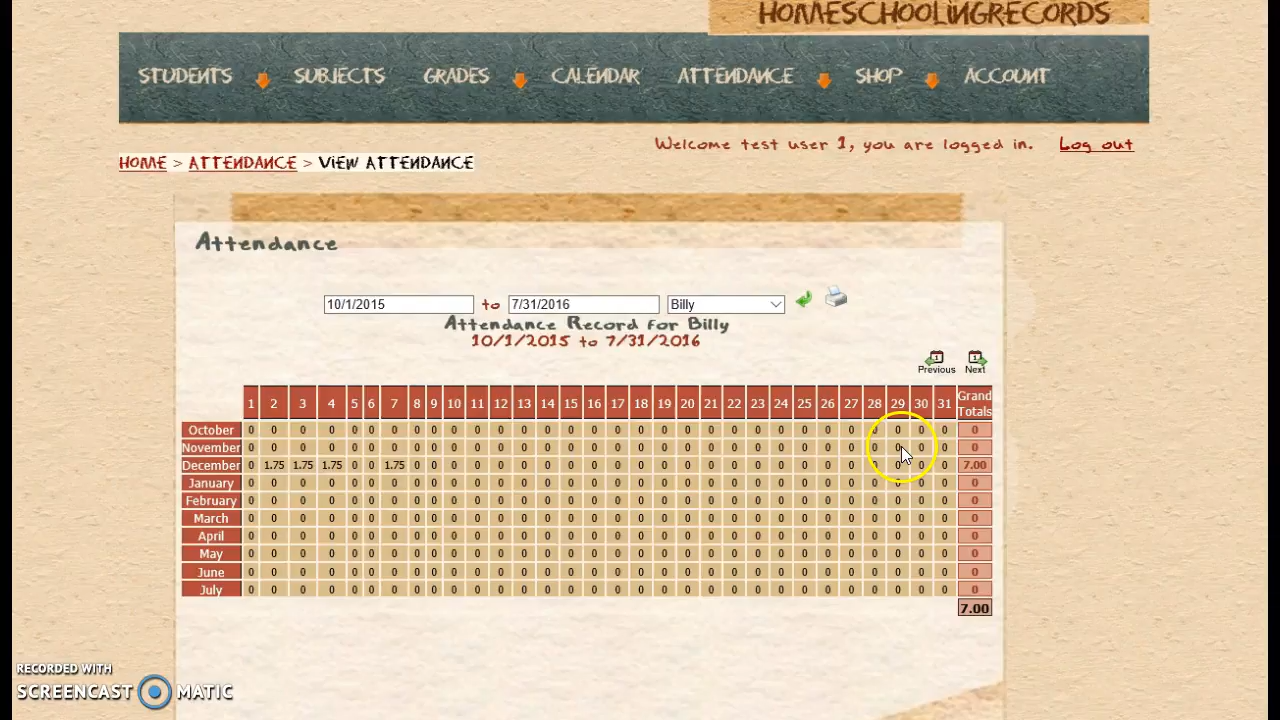 HOMESCHOOLINGRECORDS
STUDENTS SUBJECTS GRADES CALENDAR ATTENDANCE SHOP ACCOUNT
Welcome test user 1, you are logged in. Log out
HOME > ATTENDANCE > VIEW ATTENDANCE
Attendance
10/1/2015 to 7/31/2016 Billy
Attendance Record for Billy
10/1/2015 to 7/31/2016
1 1
Previous Next
1 2 3 4 5 6 7 8 9 10 11 12 13 14 15 16 17 18 19 20 21 22 23 24 25 26 27 28 29 30 31 Grand Totals
October 0 0 0 0 0 0 0 0 0 0 0 0 0 0 0 0 0 0 0 0 0 0 0 0 0 0 0 0 0 0 0 0
November 0 0 0 0 0 0 0 0 0 0 0 0 0 0 0 0 0 0 0 0 0 0 0 0 0 0 0 0 0 0 0 0
December 0 1.75 1.75 1.75 0 0 1.75 0 0 0 0 0 0 0 0 0 0 0 0 0 0 0 0 0 0 0 0 0 0 0 0 7.00
January 0 0 0 0 0 0 0 0 0 0 0 0 0 0 0 0 0 0 0 0 0 0 0 0 0 0 0 0 0 0 0 0
February 0 0 0 0 0 0 0 0 0 0 0 0 0 0 0 0 0 0 0 0 0 0 0 0 0 0 0 0 0 0 0 0
March 0 0 0 0 0 0 0 0 0 0 0 0 0 0 0 0 0 0 0 0 0 0 0 0 0 0 0 0 0 0 0 0
April 0 0 0 0 0 0 0 0 0 0 0 0 0 0 0 0 0 0 0 0 0 0 0 0 0 0 0 0 0 0 0 0
May 0 0 0 0 0 0 0 0 0 0 0 0 0 0 0 0 0 0 0 0 0 0 0 0 0 0 0 0 0 0 0 0
June 0 0 0 0 0 0 0 0 0 0 0 0 0 0 0 0 0 0 0 0 0 0 0 0 0 0 0 0 0 0 0 0
July 0 0 0 0 0 0 0 0 0 0 0 0 0 0 0 0 0 0 0 0 0 0 0 0 0 0 0 0 0 0 0 0
7.00
RECORDED WITH
SCREENCAST MATIC